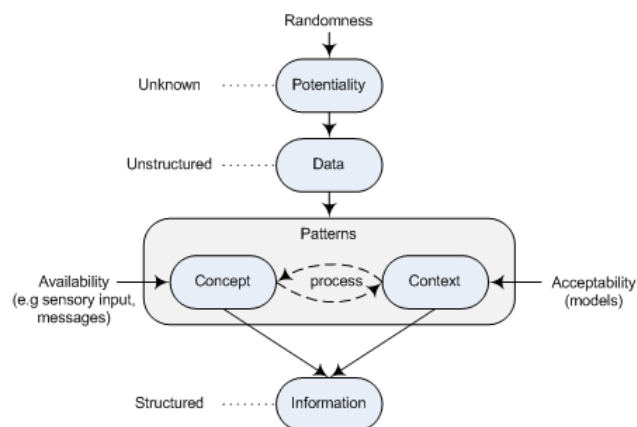 Randomness
Unknown
Potentiality
Unstructured
Data
Patterns
Availability
(e.g sensory input,
messages)
Concept
process
Context
Acceptability
(models)
Structured
Information